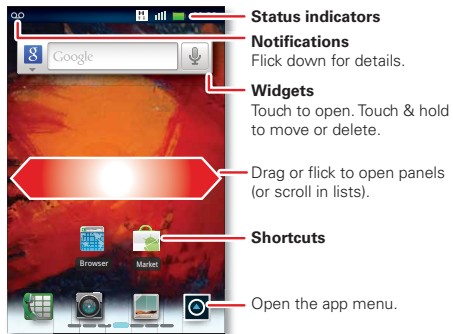 Status indicators
Notifications
Flick down for details.
8 Google
Widgets
Touch to open. Touch & hold
to move or delete.
Drag or flick to open panels
(or scroll in lists).
Shortcuts
Browser
Market
Open the app menu.